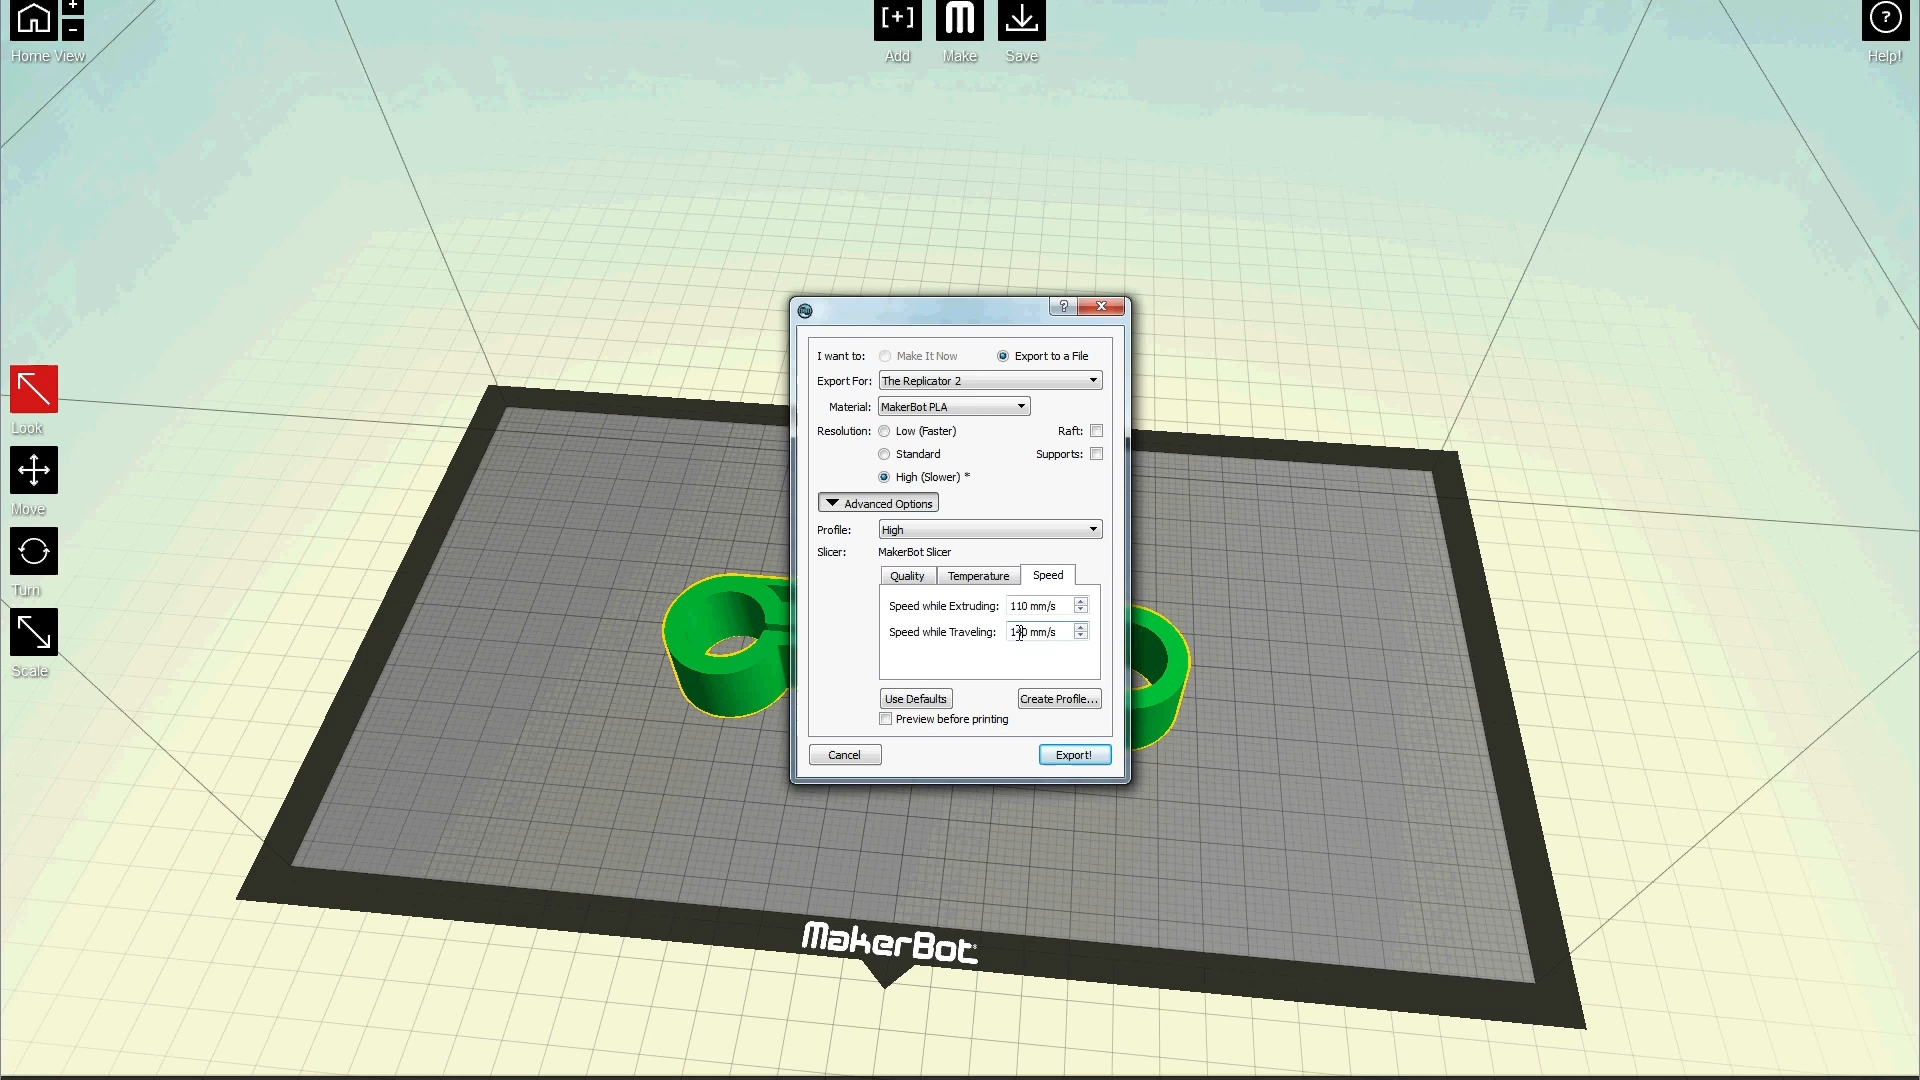 Home View
[+]
Add
Make
Save
?
Help!
Look
Move
Turn
Scale
?
I want to: Make It Now Export to a File
Export For: The Replicator 2
Material: MakerBot PLA
Resolution: Low (Faster) Raft:
Standard Supports:
High (Slower) *
Advanced Options
Profile: High
Slicer: MakerBot Slicer
Quality Temperature Speed
Speed while Extruding: 110 mm/s
Speed while Traveling: mm/s
Use Defaults Create Profile...
Preview before printing
Cancel Export!
MakerBot